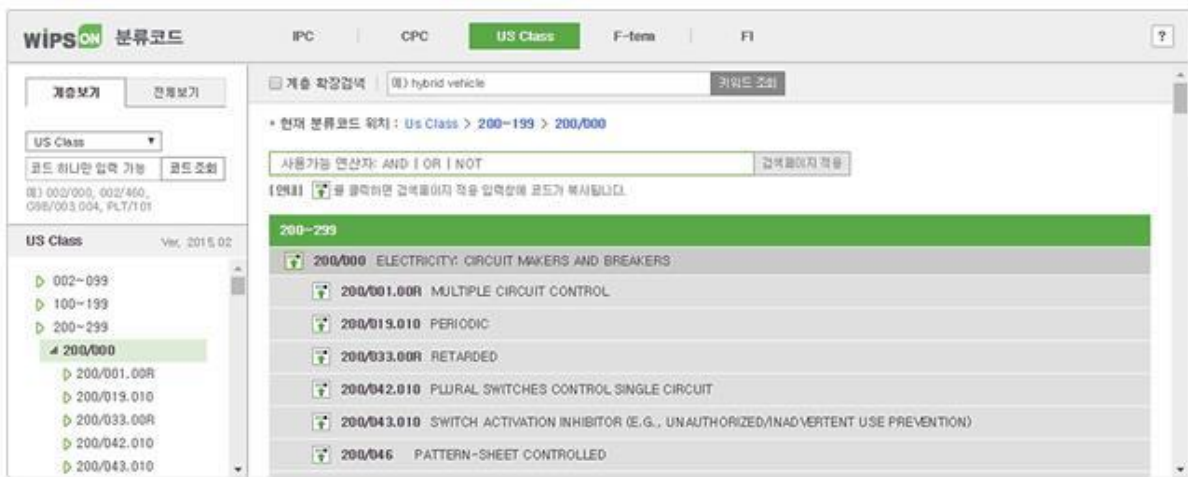 WIPS ON 분류코드
IPC CPC US Class F-term FI ?
계층보기 전체보기
US Class
코드 하나만 입력 가능 코드조회
예) 002/000, 002/460,
G9B/003.004, PLT/101
US Class Ver. 2015.02
002~099
100~199
200~299
200/000
200/001.00R
200/019.010
200/033.00R
200/042.010
200/043.010
계층 확장검색 예) hybrid vehicle 키워드 조회
* 현재 분류코드 위치 : Us Class > 200~199 > 200/000
사용가능 연산자: AND | OR | NOT 검색페이지 적용
[안내] 를 클릭하면 검색페이지 적용 입력창에 코드가 복사됩니다.
200~299
200/000 ELECTRICITY: CIRCUIT MAKERS AND BREAKERS
200/001.00R MULTIPLE CIRCUIT CONTROL
200/019.010 PERIODIC
200/033.00R RETARDED
200/042.010 PLURAL SWITCHES CONTROL SINGLE CIRCUIT
200/043.010 SWITCH ACTIVATION INHIBITOR (E.G., UNAUTHORIZED/INADVERTENT USE PREVENTION)
200/046 PATTERN-SHEET CONTROLLED